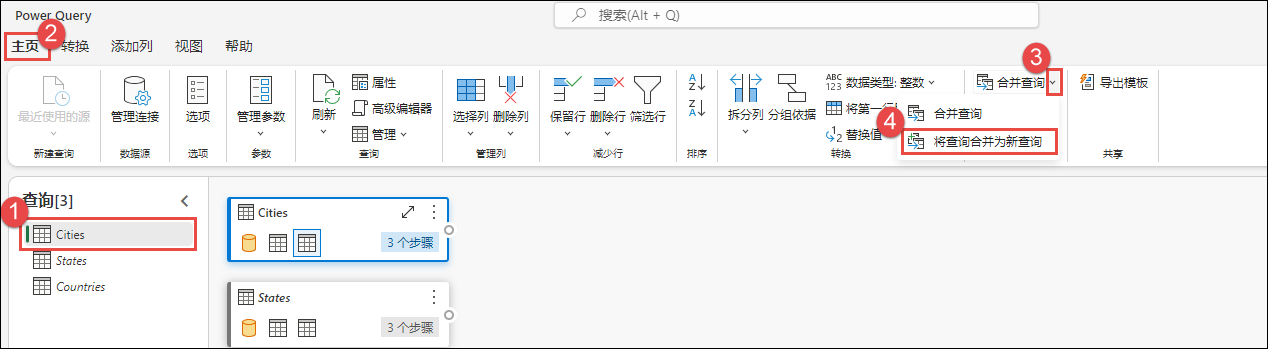 Power Query
搜索(Alt + Q)
2
3
主页 转换 添加列 视图 帮助
最近使用的源
新建查询
管理连接
数据源
选项
选项
管理参数
参数
刷新
属性
高级编辑器
管理
查询
选择列 删除列
管理列
保留行 删除行 筛选行
减少行
A Z
Z A
排序
拆分列 分组依据
ABC 123 数据类型: 整数
将第一行
1 2 替换值
转换
合并查询
4
合并查询
将查询合并为新查询
导出模板
共享
查询[3]
1
Cities
States
Countries
Cities
3 个步骤
States
3 个步骤